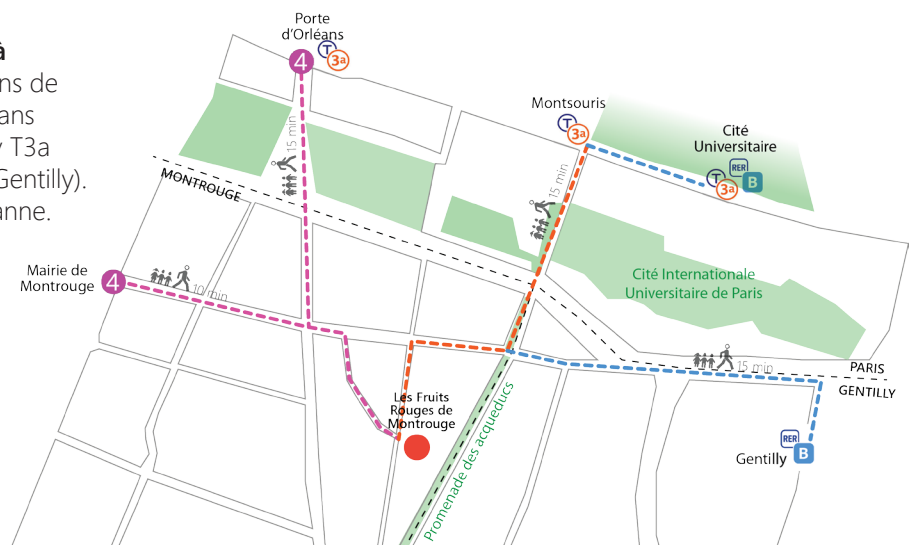 à
ns de
ans
T3a
Gentilly).
anne.
Porte
d'Orléans
4
T
3a
15 min
Montsouris
T
3a
Cité
Universitaire
RER
T
3a
B
15 min
MONTROUGE
Mairie de
Montrouge
4
10 min
Cité Internationale
Universitaire de Paris
15 min
PARIS
GENTILLY
Les Fruits
Rouges de
Montrouge
Promenade des acqueducs
RER
Gentilly
B